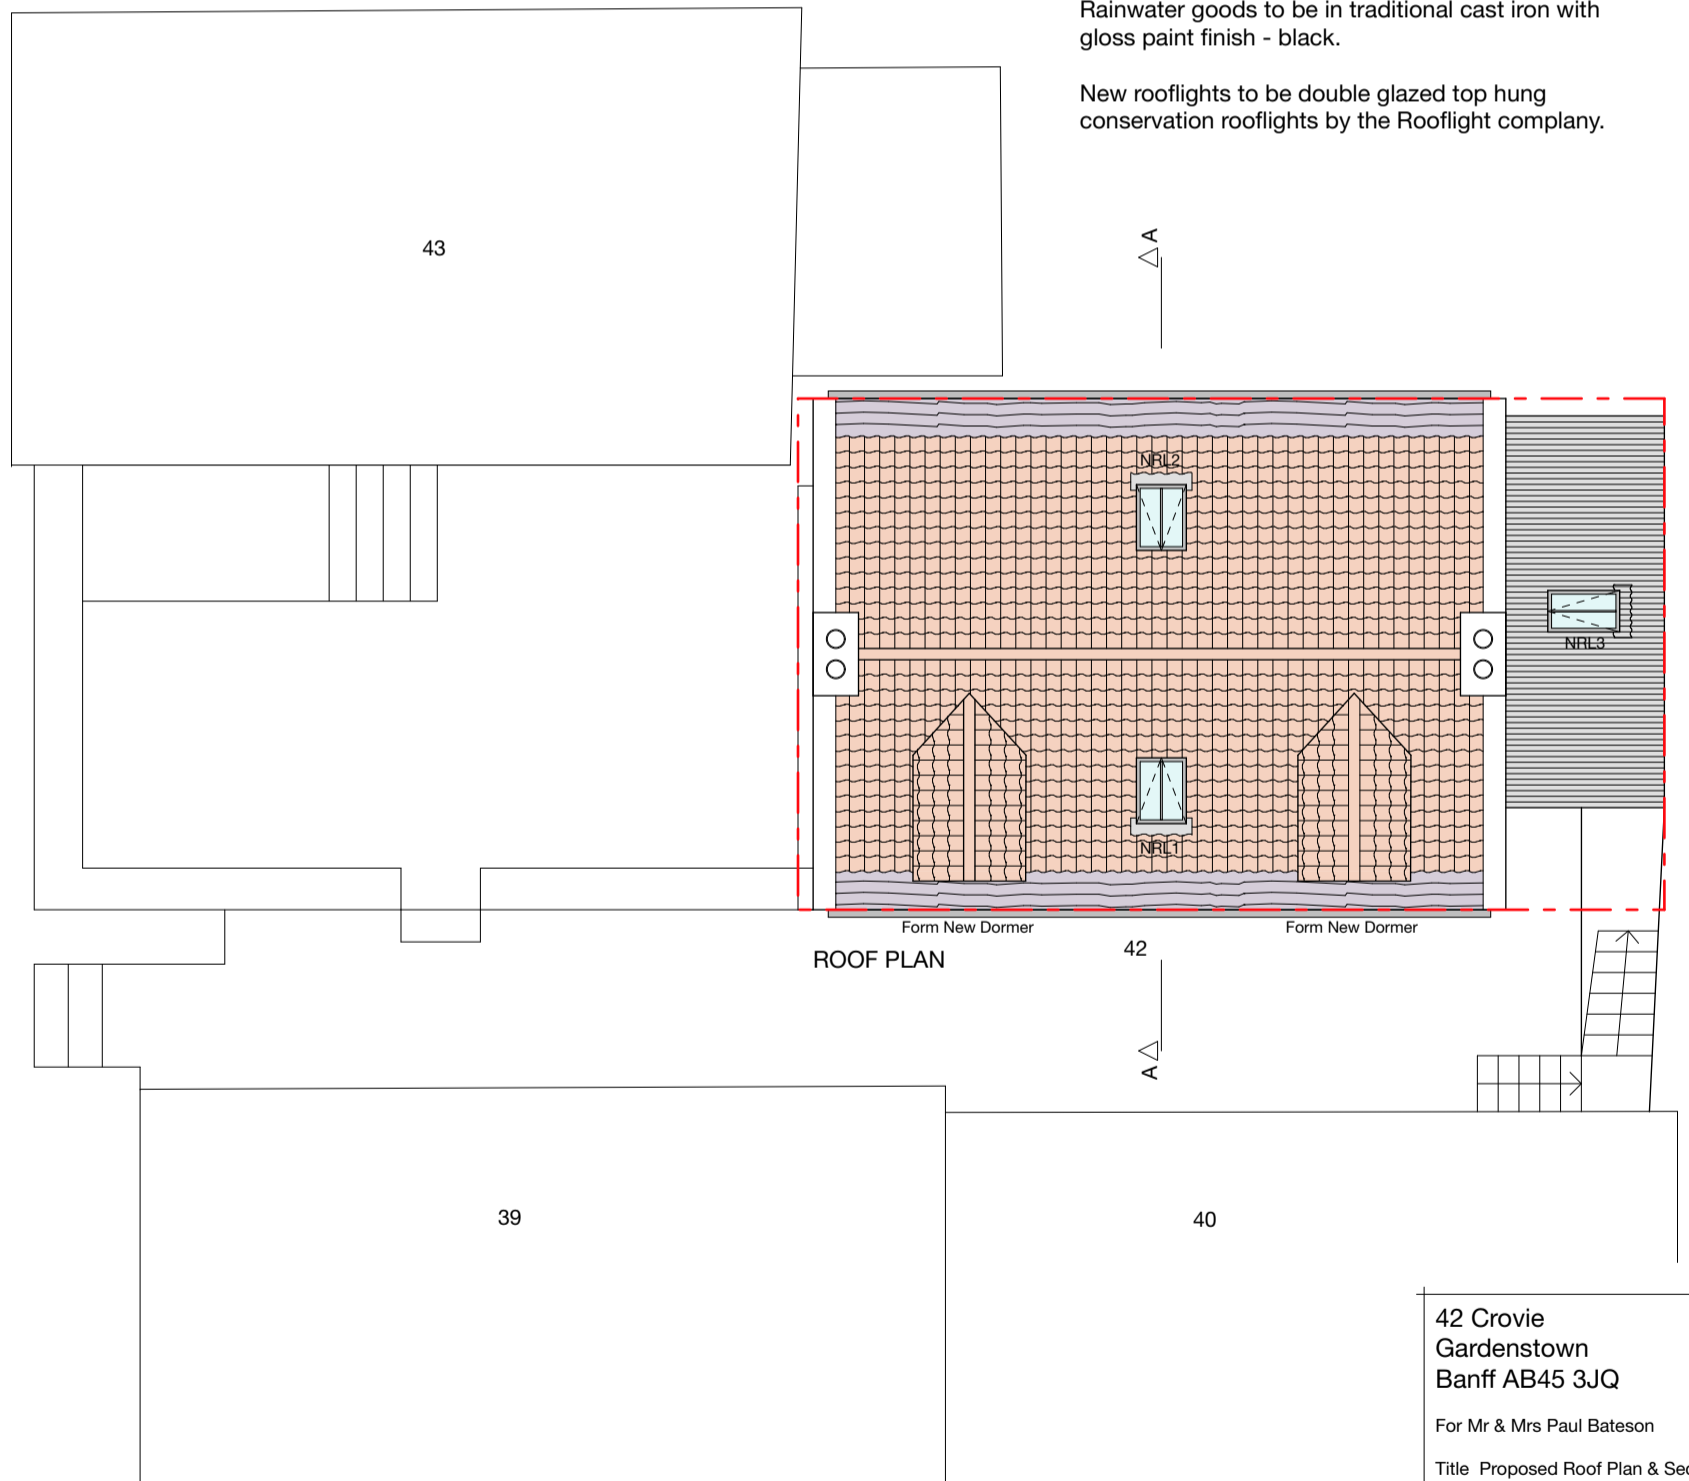 Rainwater goods to be in traditional cast iron with
gloss paint finish - black.
New rooflights to be double glazed top hung
conservation rooflights by the Rooflight complany.
43
A
NRL2
NRL3
NRL1
Form New Dormer
Form New Dormer
42
ROOF PLAN
A
39
40
42 Crovie
Gardenstown
Banff AB45 3JQ
For Mr & Mrs Paul Bateson
Title Proposed Roof Plan &